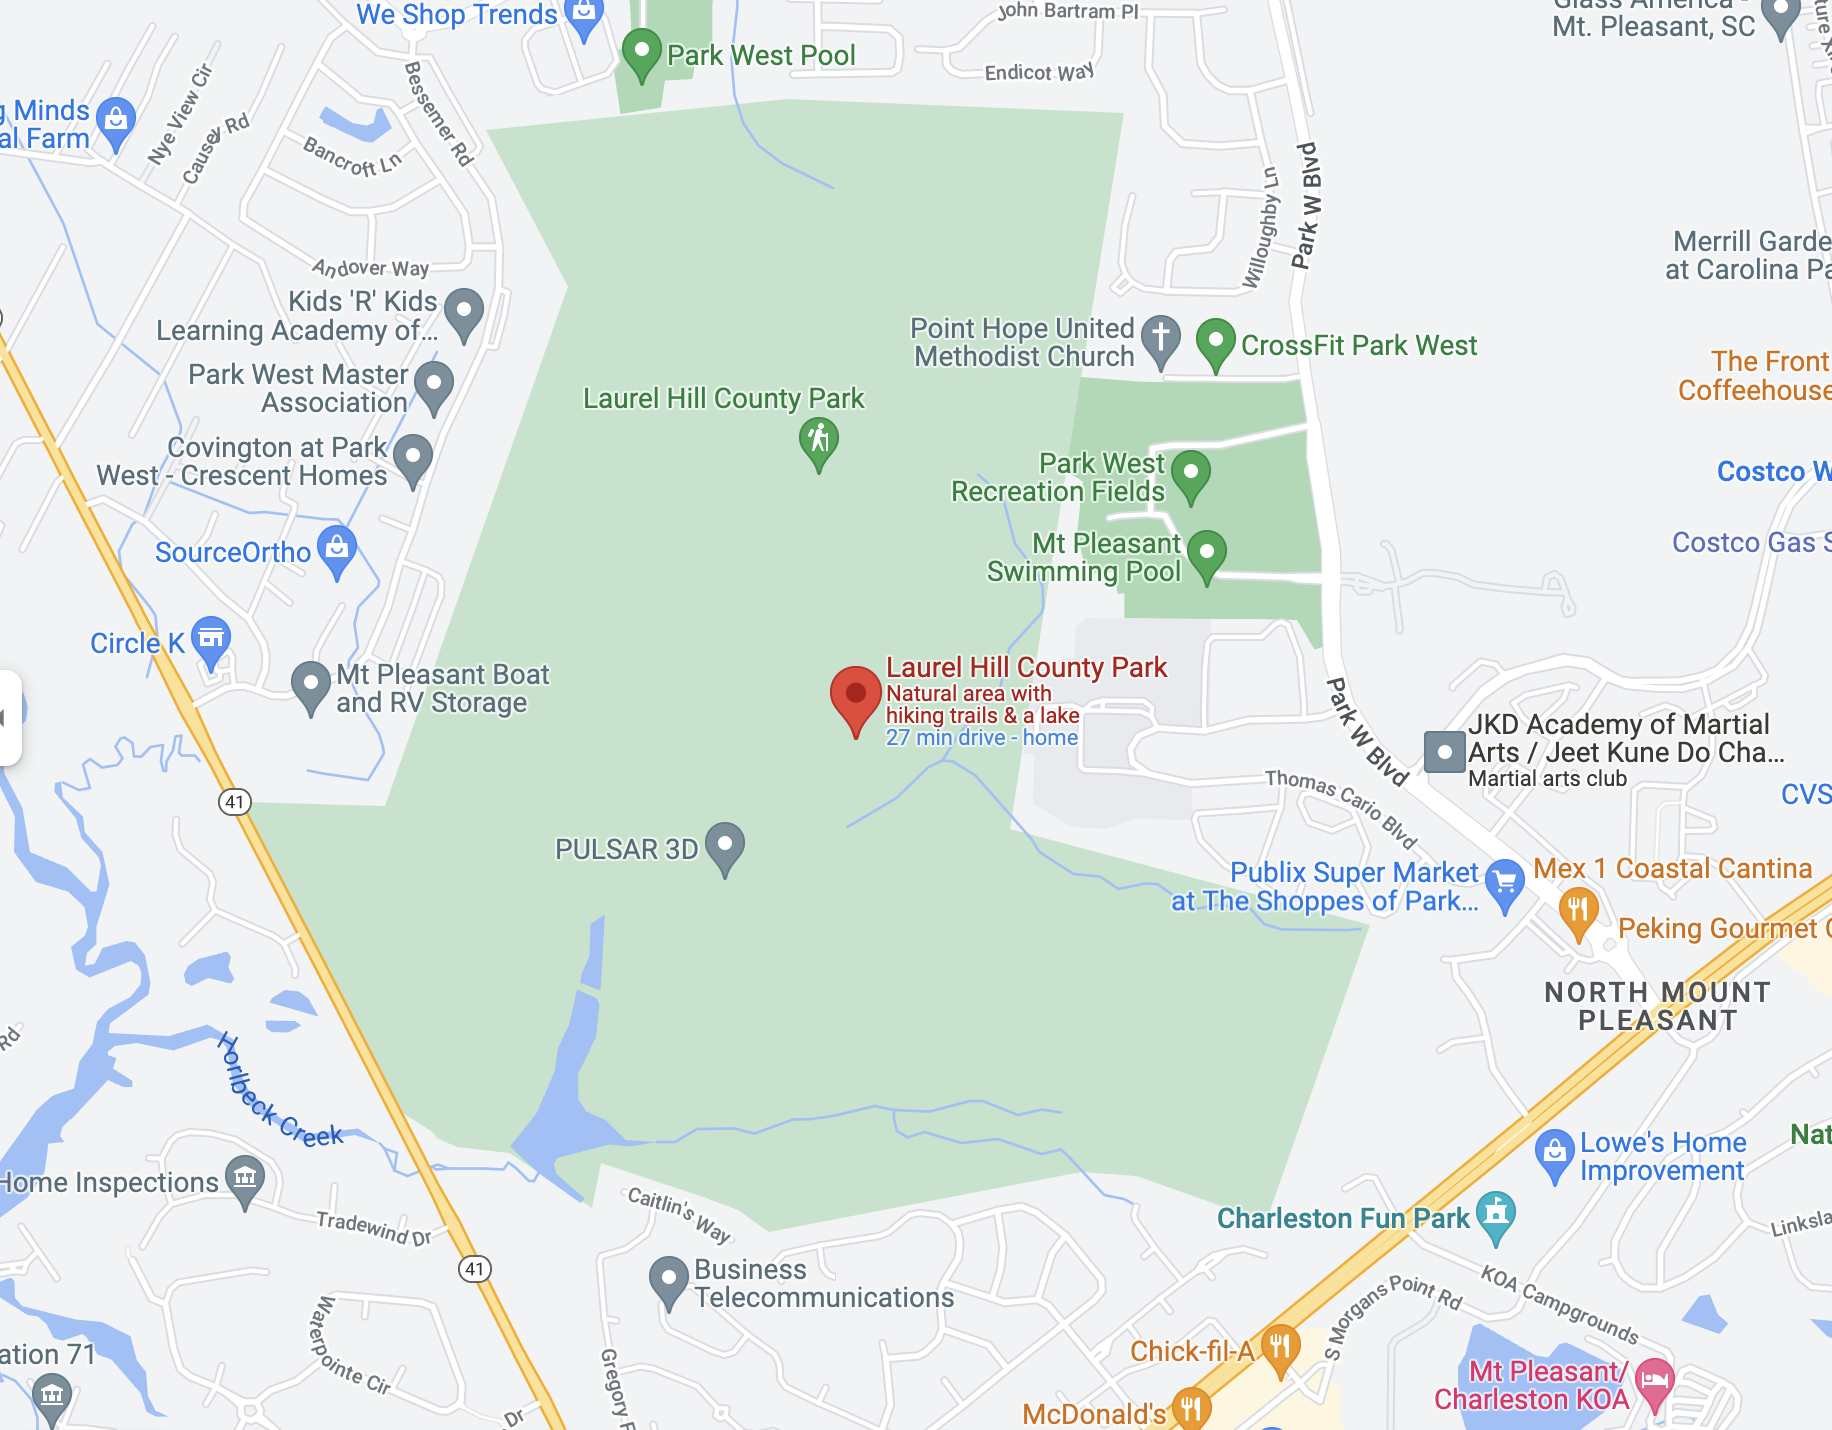 We Shop Trends
Park West Pool
John Bartram Pl
Endicot Way
Glass America -
Mt. Pleasant, SC
Minds
al Farm
Nye View Cir
Causey Rd
Bancroft Ln
Bessemer Rd
Andover Way
Willoughby Ln
Park W Blvd
Merrill Garde
at Carolina Pa
Kids 'R' Kids
Learning Academy of...
Park West Master
Association
Covington at Park
West - Crescent Homes
Point Hope United
Methodist Church
CrossFit Park West
The Front
Coffeehouse
Laurel Hill County Park
Park West
Recreation Fields
Costco W
Mt Pleasant
Swimming Pool
Costco Gas S
SourceOrtho
Circle K
Mt Pleasant Boat
and RV Storage
Laurel Hill County Park
Natural area with
hiking trails & a lake
27 min drive - home
Park W Blvd
JKD Academy of Martial
Arts / Jeet Kune Do Cha...
Martial arts club
Thomas Cario Blvd
CVS
41
PULSAR 3D
Publix Super Market
at The Shoppes of Park...
Mex 1 Coastal Cantina
Peking Gourmet C
NORTH MOUNT
PLEASANT
Rd
Horlbeck Creek
Home Inspections
Tradewind Dr
Caitlin's Way
Lowe's Home
Improvement
Nat
Charleston Fun Park
Linksla
41
Business
Telecommunications
KOA Campgrounds
S Morgans Point Rd
Waterpointe Cir
ation 71
Gregory F
Chick-fil-A
Mt Pleasant/
Charleston KOA
McDonald's
Dr